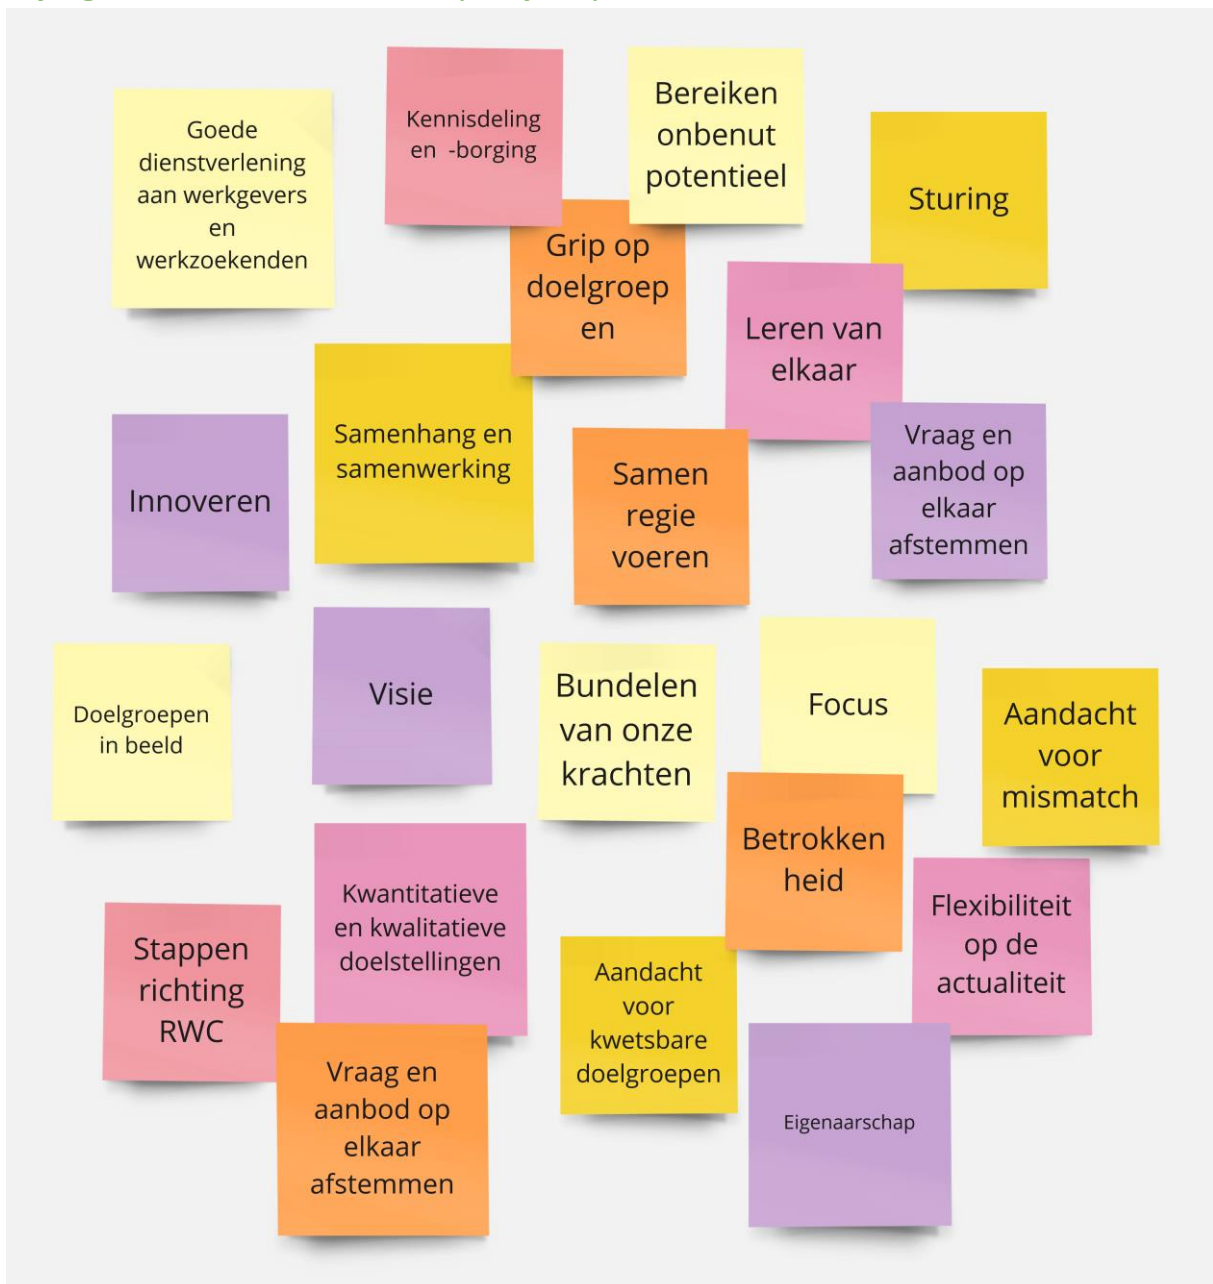 Goede
dienstverlening
aan werkgevers
en
werkzoekenden
Kennisdeling
en -borging
Bereiken
onbenut
potentieel
Sturing
Grip op
doelgroep
en
Leren van
elkaar
Samenhang en
samenwerking
Innoveren
Samen
regie
voeren
Vraag en
aanbod op
elkaar
afstemmen
Doelgroepen
in beeld
Visie
Bundelen
van onze
krachten
Focus
Aandacht
voor
mismatch
Betrokken
heid
Kwantitatieve
en kwalitatieve
doelstellingen
Flexibiliteit
op de
actualiteit
Stappen
richting
RWC
Aandacht
voor
kwetsbare
doelgroepen
Vraag en
aanbod op
elkaar
afstemmen
Eigenaarschap